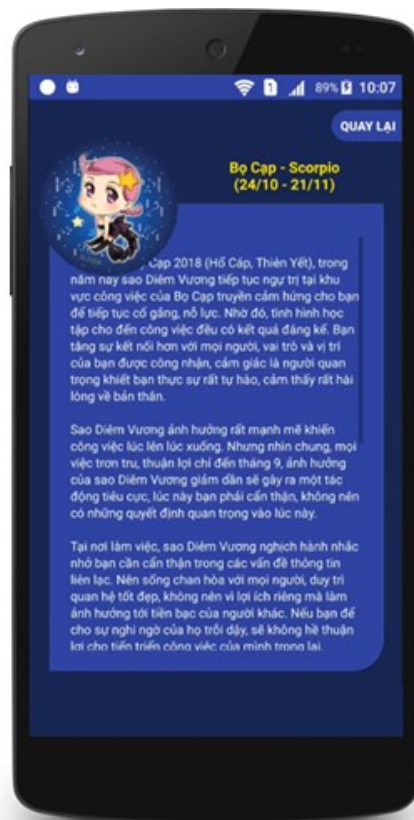 89% 10:07
QUAY LẠI
Bọ Cạp - Scorpio
(24/10 - 21/11)
Cạp 2018 (Hổ Cáp, Thiên Yết), trong
năm nay sao Diêm Vương tiếp tục ngự trị tại khu
vực công việc của Bọ Cạp truyền cảm hứng cho bạn
để tiếp tục cố gắng, nỗ lực. Nhờ đó, tình hình học
tập cho đến công việc đều có kết quả đáng kể. Bạn
tăng sự kết nối hơn với mọi người, vai trò và vị trí
của bạn được công nhận, cảm giác là người quan
trọng khiết bạn thực sự rất tự hào, cảm thấy rất hài
lòng về bản thân.
Sao Diêm Vương ảnh hưởng rất mạnh mẽ khiến
công việc lúc lên lúc xuống. Nhưng nhìn chung, mọi
việc trơn tru, thuận lợi chỉ đến tháng 9, ảnh hưởng
của sao Diêm Vương giảm dần sẽ gây ra một tác
động tiêu cực, lúc này bạn phải cẩn thận, không nên
có những quyết định quan trọng vào lúc này.
Tại nơi làm việc, sao Diêm Vương nghịch hành nhắc
nhở bạn cần cẩn thận trong các vấn đề thông tin
liên lạc. Nên sống chan hòa với mọi người, duy trì
quan hệ tốt đẹp, không nên vì lợi ích riêng mà làm
ảnh hưởng tới tiền bạc của người khác. Nếu bạn để
cho sự nghi ngờ của họ trỗi dậy, sẽ không hề thuận
lợi cho tiến triển công việc của mình trong lai.